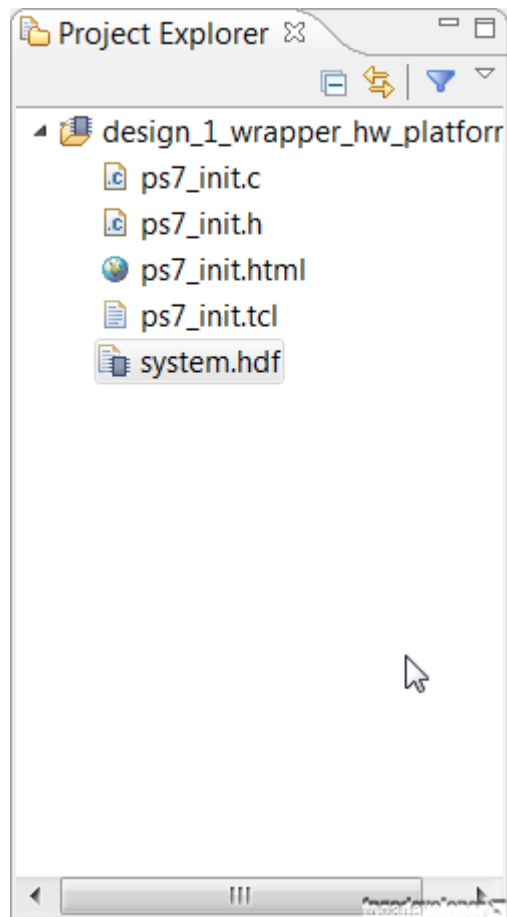 Project Explorer
design_1_wrapper_hw_platforr
ps7_init.c
ps7_init.h
ps7_init.html
ps7_init.tcl
system.hdf